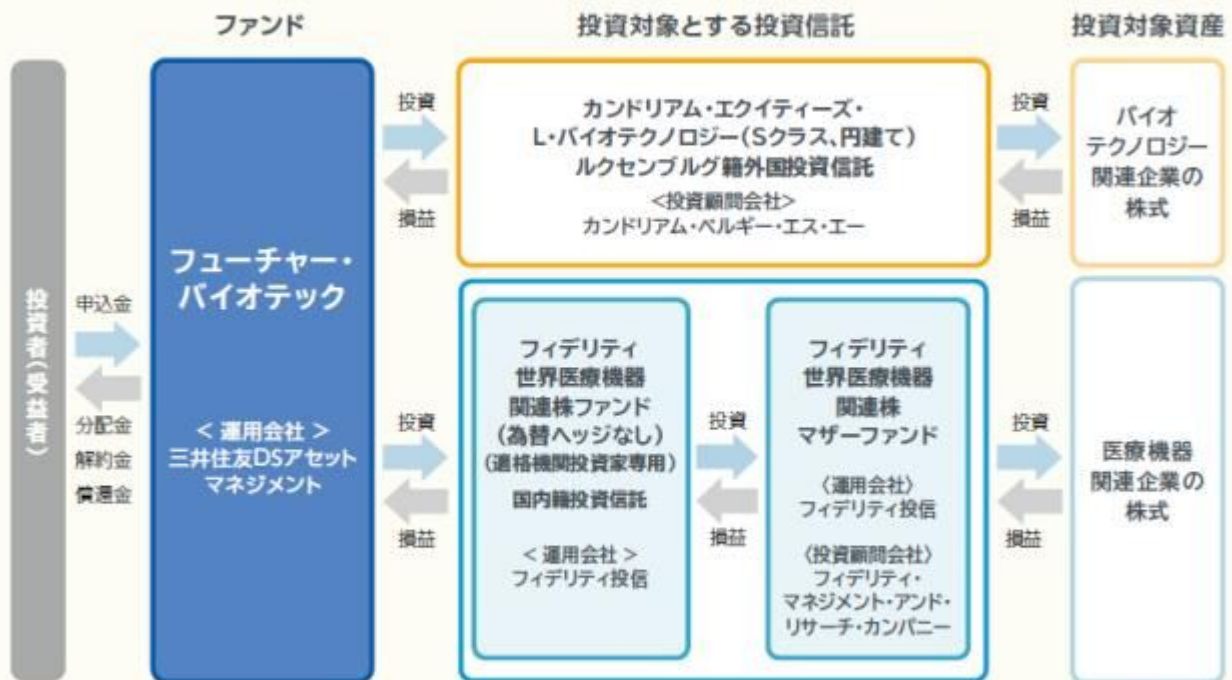 ファンド
投資対象とする投資信託
投資対象資産
投資者(受益者)
申込金
分配金
解約金
償還金
フューチャー・
バイオテック
< 運用会社 >
三井住友DSアセット
マネジメント
投資
損益
カンドリアム・エクイティーズ・
L・バイオテクノロジー(Sクラス、円建て)
ルクセンブルグ籍外国投資信託
<投資顧問会社>
カンドリアム・ベルギー・エス・エー
投資
損益
バイオ
テクノロジー
関連企業の
株式
投資
損益
フィデリティ
世界医療機器
関連株ファンド
(為替ヘッジなし)
(適格機関投資家専用)
国内籍投資信託
< 運用会社 >
フィデリティ投信
投資
損益
フィデリティ
世界医療機器
関連株
マザーファンド
〈運用会社〉
フィデリティ投信
〈投資顧問会社〉
フィデリティ・
マネジメント・アンド・
リサーチ・カンパニー
投資
損益
医療機器
関連企業の
株式